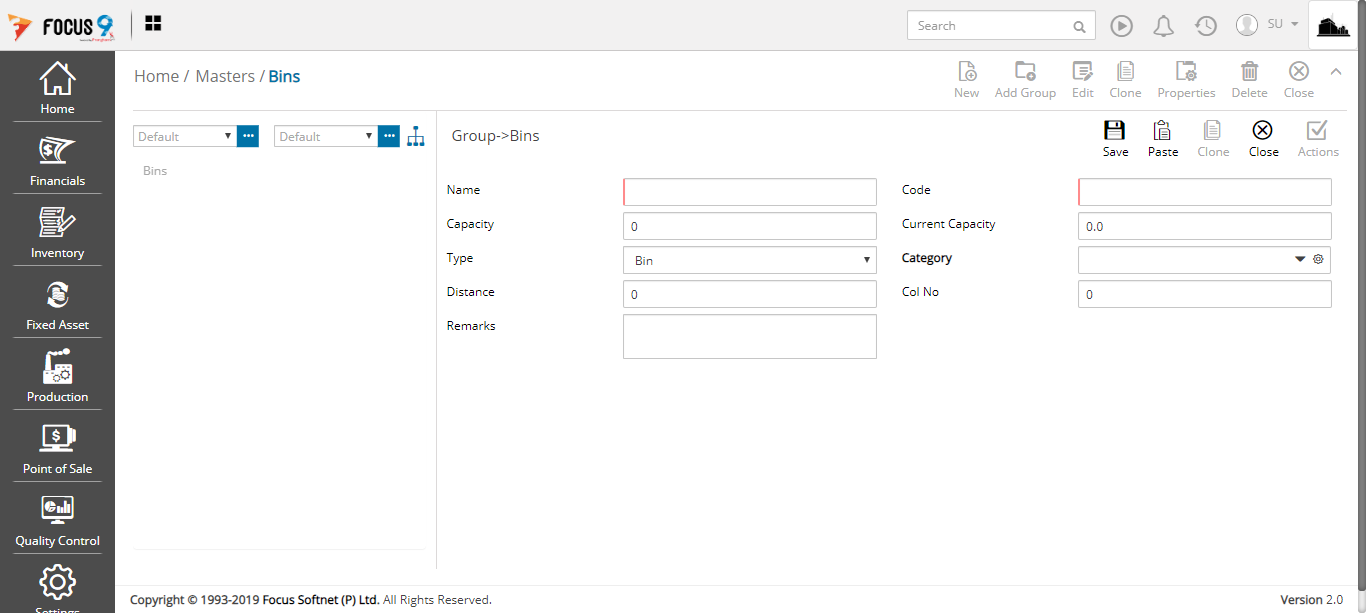 FOCUS 9
Search
SU
Home
Financials
Inventory
Fixed Asset
Production
Point of Sale
Quality Control
Settings
Home / Masters / Bins
New Add Group Edit Clone Properties Delete Close
Default Default
Bins
Group->Bins
Save Paste Clone Close Actions
Name Code
Capacity 0 Current Capacity 0.0
Type Bin Category
Distance 0 Col No 0
Remarks
Copyright © 1993-2019 Focus Softnet (P) Ltd. All Rights Reserved. Version 2.0